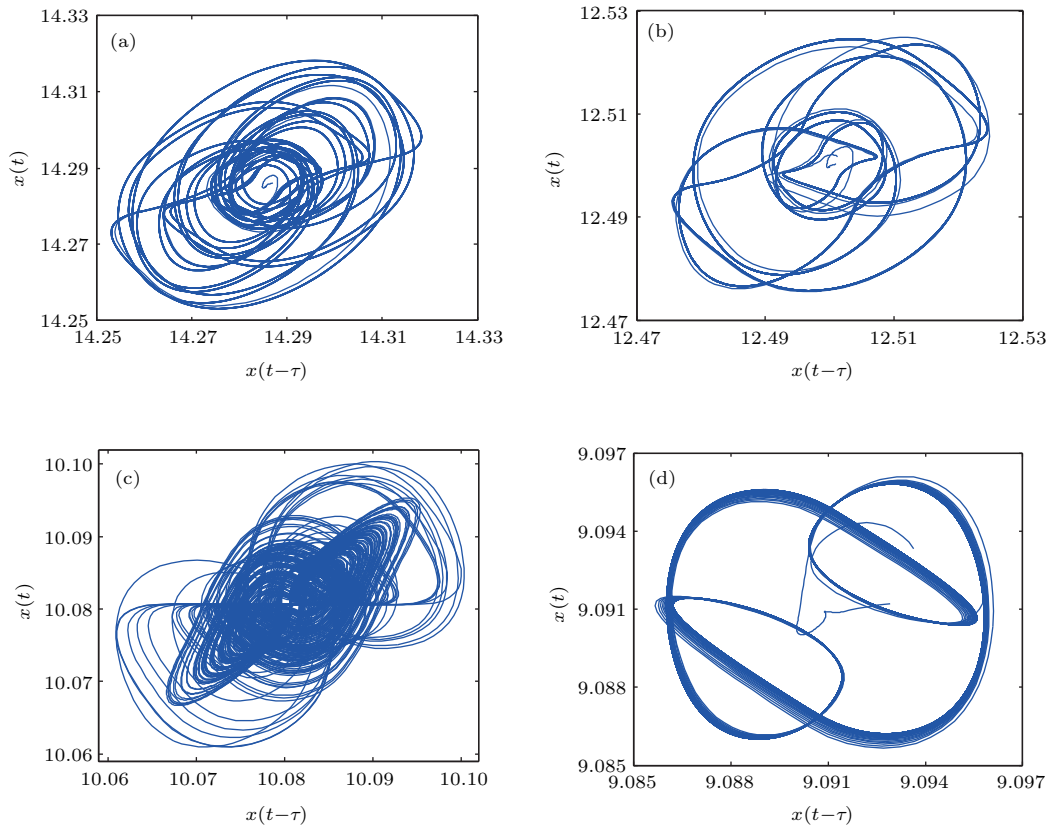 (a)
14.33
14.31
14.29
14.27
14.25
x(t)
14.25 14.27 14.29 14.31 14.33
x(t−τ)
(b)
12.53
12.51
12.49
12.47
x(t)
12.47 12.49 12.51 12.53
x(t−τ)
(c)
10.10
10.09
10.08
10.07
10.06
x(t)
10.06 10.07 10.08 10.09 10.10
x(t−τ)
(d)
9.097
9.094
9.091
9.088
9.085
x(t)
9.085 9.088 9.091 9.094 9.097
x(t−τ)